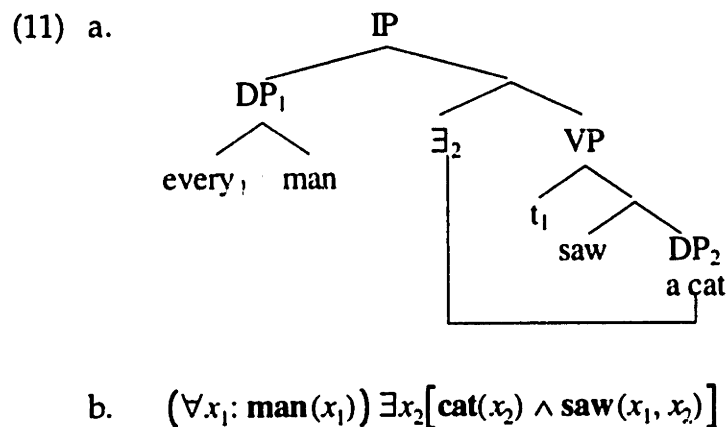 (11) a. IP
DP₁
∃₂ VP
every₁ man
t₁
saw DP₂
a cat
b. (∀x₁: man(x₁)) ∃x₂[cat(x₂) ∧ saw(x₁, x₂)]